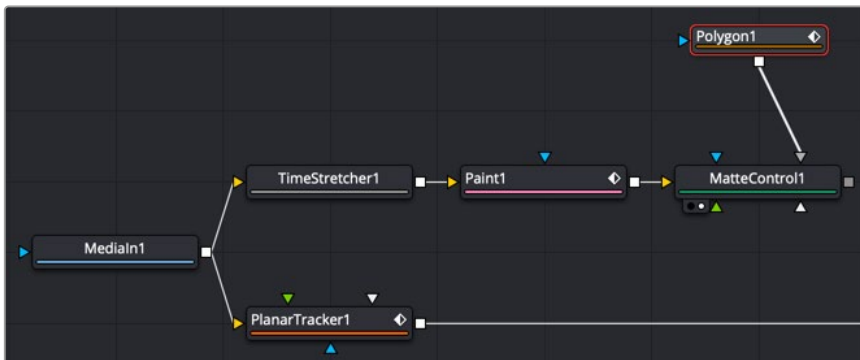 Polygon1
TimeStretcher1
Paint1
MatteControl1
MediaIn1
PlanarTracker1